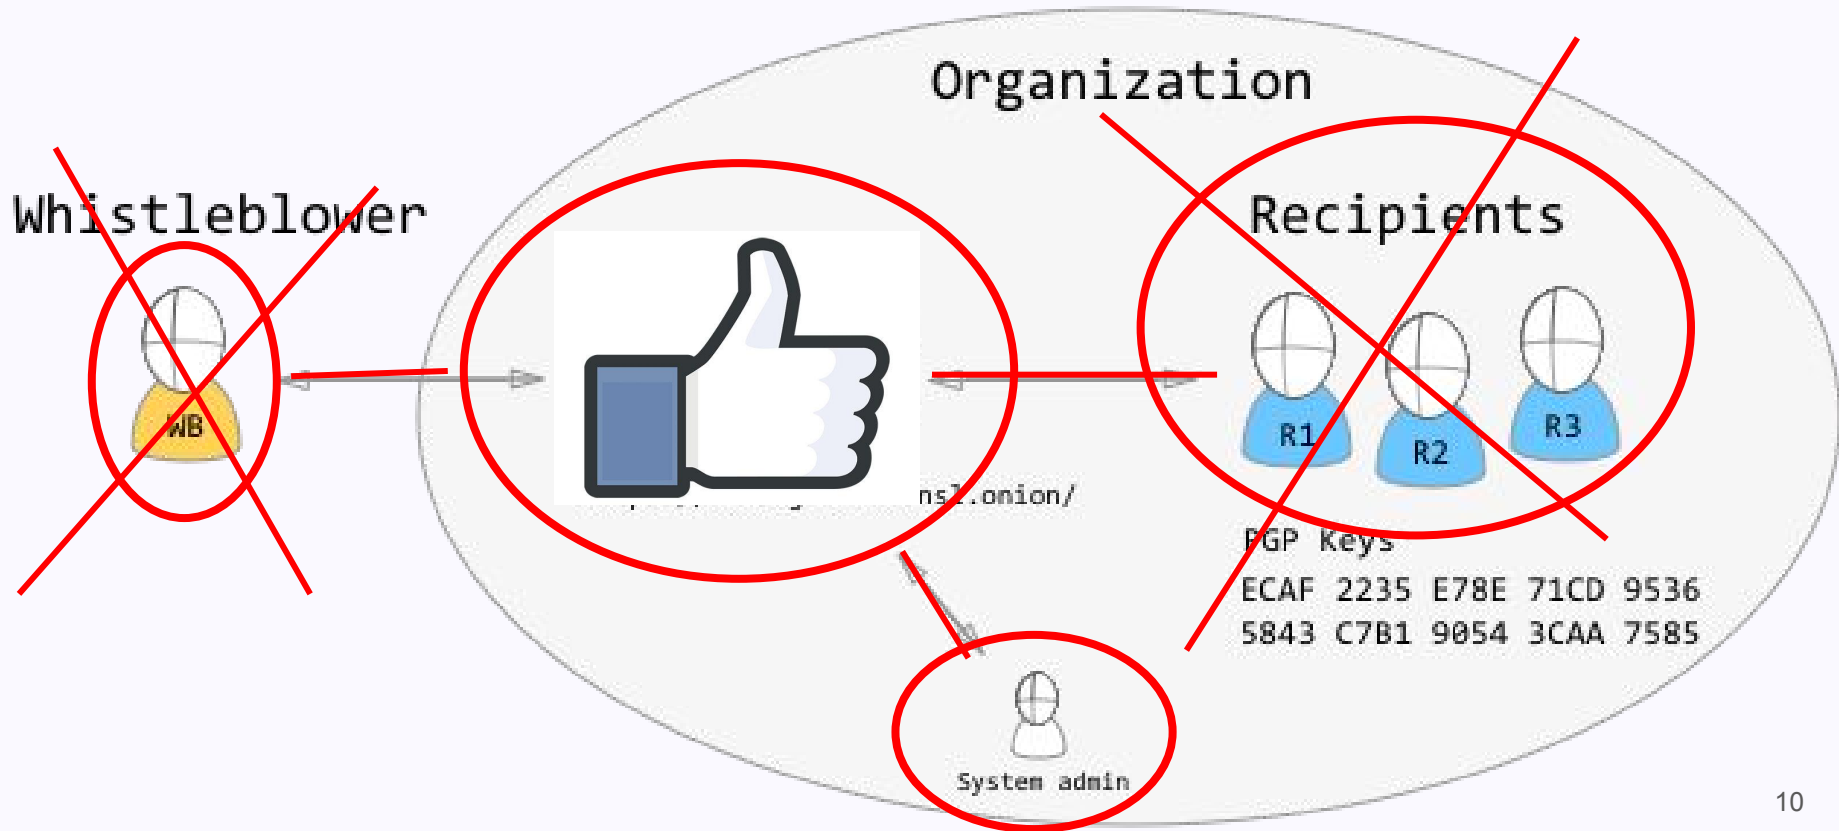 Organization
Whistleblower
Recipients
WB
R1
R2
R3
nsl.onion/
PGP Keys
ECAF 2235 E78E 71CD 9536
5843 C7B1 9054 3CAA 7585
System admin
10